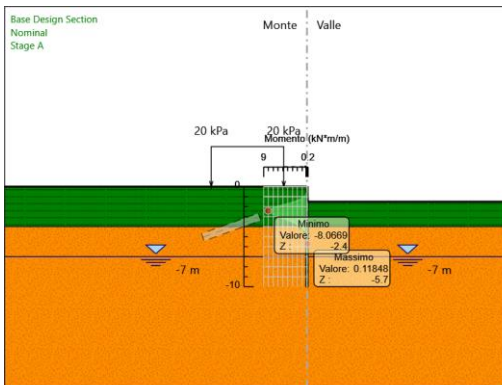 Base Design Section
Nominal
Stage A
Monte
Valle
20 kPa
20 kPa
Momento (kN*m/m)
9
0.2
0
Minimo
Valore: -8.0669
Z : -2.4
Massimo
Valore: 0.11848
Z : -5.7
-7 m
-7 m
-10